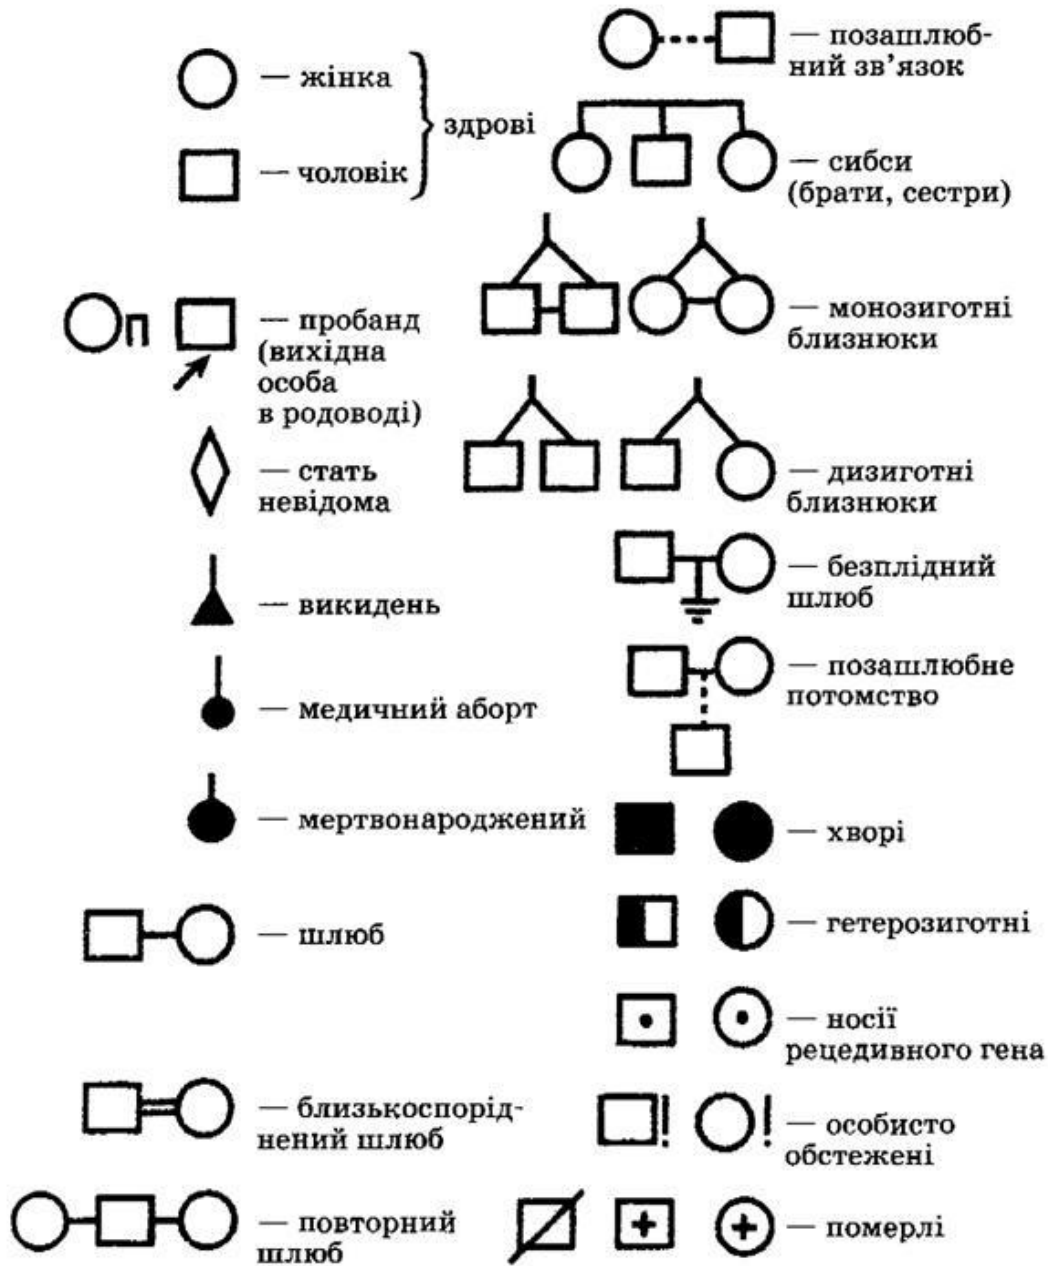 — жінка
— чоловік
здрові
П
— пробанд
(вихідна
особа
в родоводі)
— стать
невідома
— викидень
— медичний аборт
— мертвонароджений
— шлюб
— близькоспорід-
нений шлюб
— повторний
шлюб
— позашлюб-
ний зв’язок
— сибси
(брати, сестри)
— монозиготні
близнюки
— дизиготні
близнюки
— безплідний
шлюб
— позашлюбне
потомство
— хворі
— гетерозиготні
— носії
рецедивного гена
! !
— особисто
обстежені
— померлі